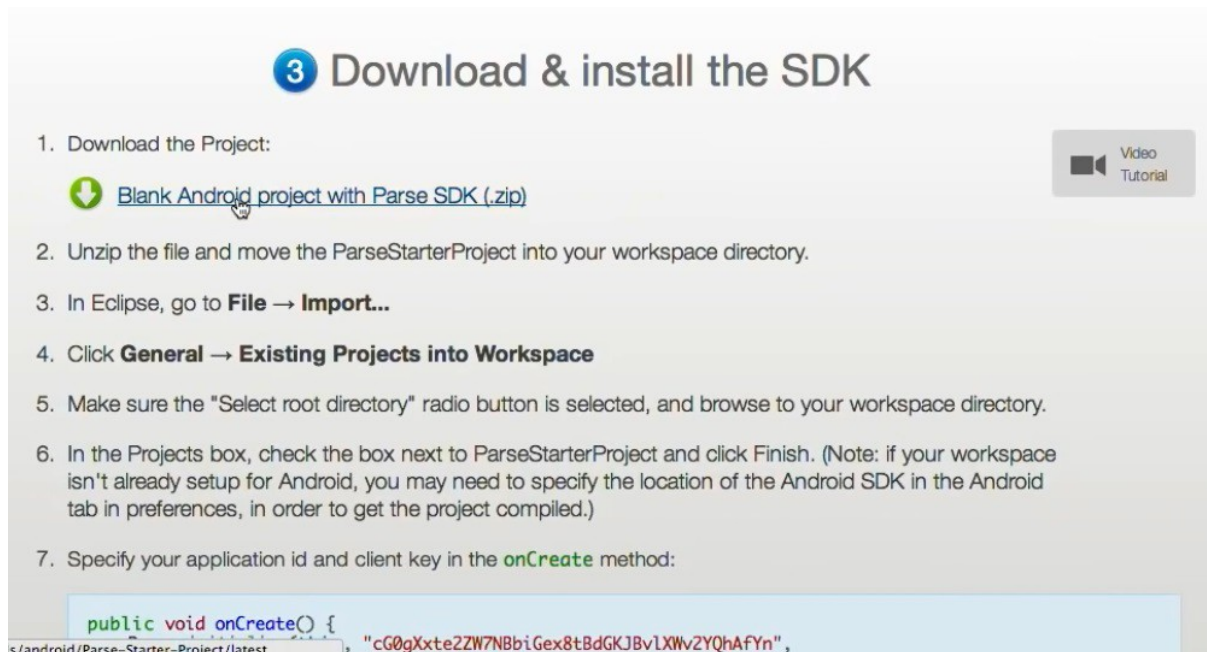 3 Download & install the SDK
1. Download the Project:
Video
Tutorial
Blank Android project with Parse SDK (.zip)
2. Unzip the file and move the ParseStarterProject into your workspace directory.
3. In Eclipse, go to File → Import...
4. Click General → Existing Projects into Workspace
5. Make sure the "Select root directory" radio button is selected, and browse to your workspace directory.
6. In the Projects box, check the box next to ParseStarterProject and click Finish. (Note: if your workspace
isn't already setup for Android, you may need to specify the location of the Android SDK in the Android
tab in preferences, in order to get the project compiled.)
7. Specify your application id and client key in the onCreate method:
public void onCreate() {
, "cG0gXxte2ZW7NBbiGex8tBdGKJBvlXWv2YQhAfYn",
s/android/Parse-Starter-Project/latest